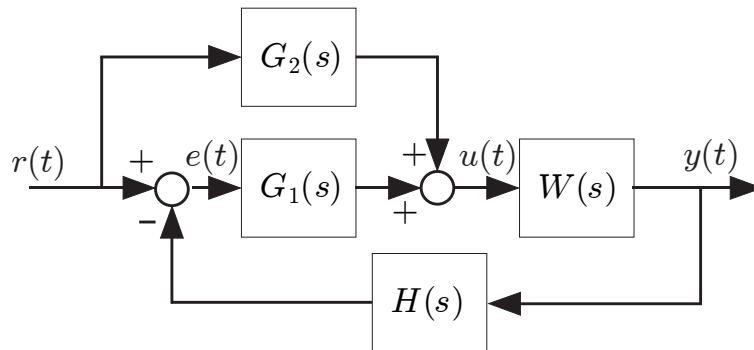 G₂(s)
r(t) + e(t) G₁(s) + + u(t) W(s) y(t)
−
H(s)